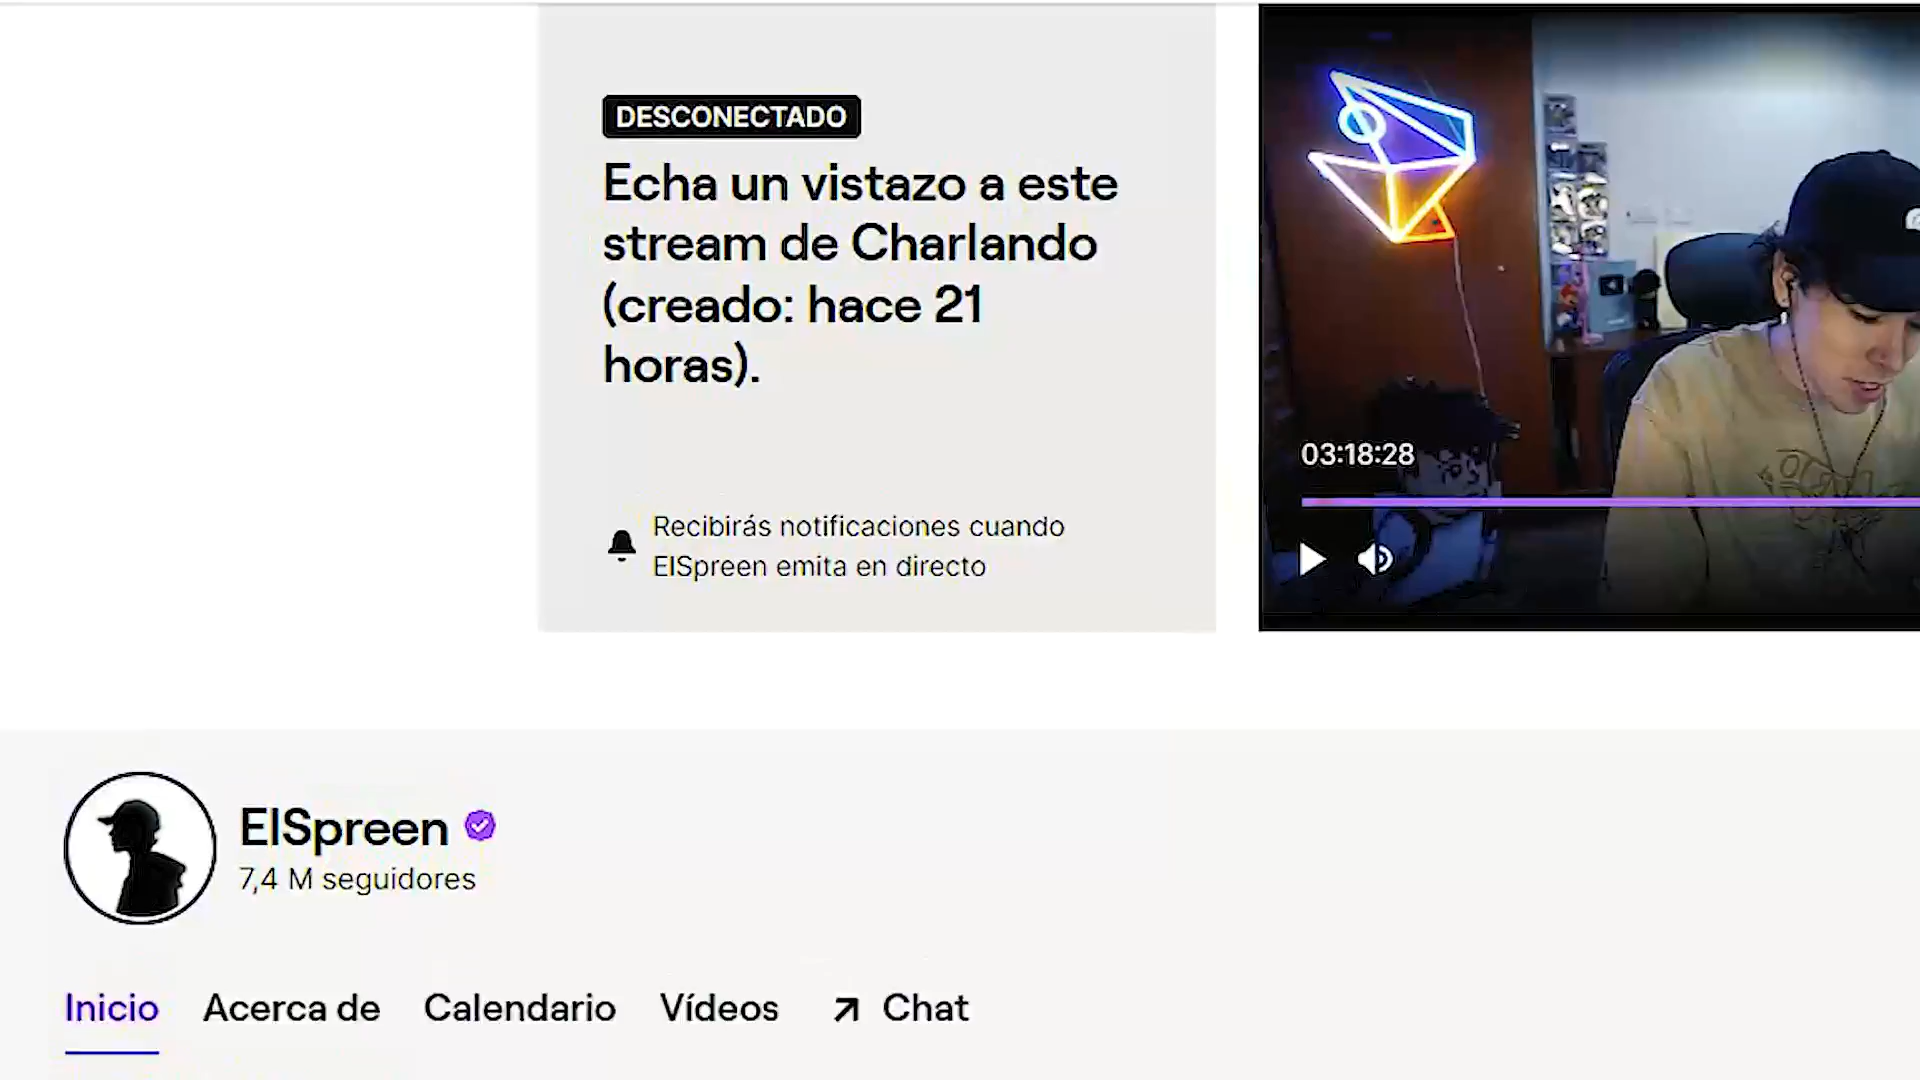 DESCONECTADO
Echa un vistazo a este
stream de Charlando
(creado: hace 21
horas).
Recibirás notificaciones cuando
ElSpreen emita en directo
03:18:28
ElSpreen
7,4 M seguidores
Inicio Acerca de Calendario Vídeos Chat